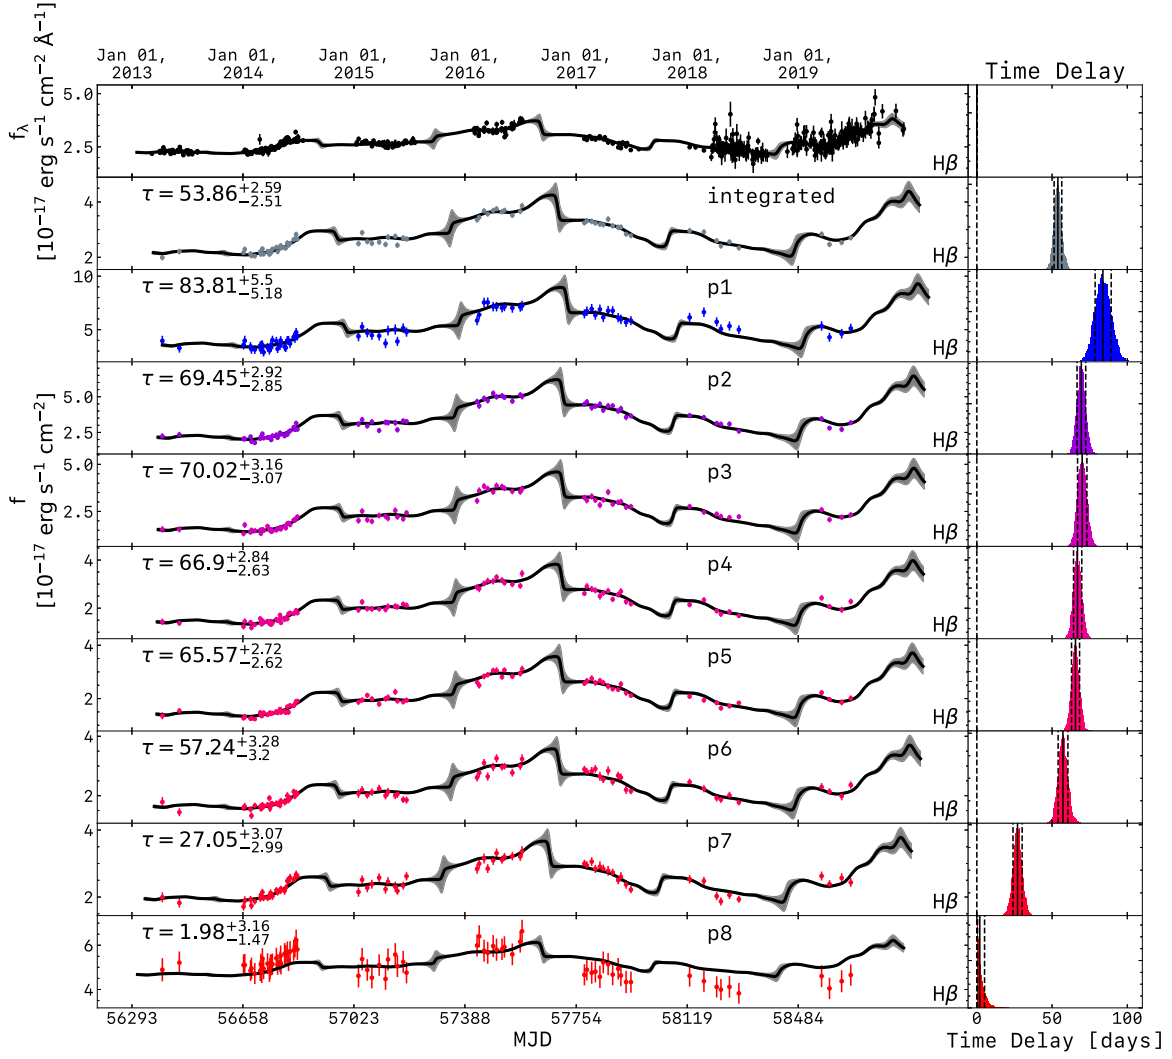 Jan 01, 2013
Jan 01, 2014
Jan 01, 2015
Jan 01, 2016
Jan 01, 2017
Jan 01, 2018
Jan 01, 2019
Time Delay
f_λ
[10⁻¹⁷ erg s⁻¹ cm⁻² Å⁻¹]
5.0
2.5
Hβ
τ = 53.86 +2.59 −2.51
integrated
4
2
Hβ
τ = 83.81 +5.5 −5.18
p1
10
5
Hβ
τ = 69.45 +2.92 −2.85
p2
5.0
2.5
Hβ
f
[10⁻¹⁷ erg s⁻¹ cm⁻²]
τ = 70.02 +3.16 −3.07
p3
5.0
2.5
Hβ
τ = 66.9 +2.84 −2.63
p4
4
2
Hβ
τ = 65.57 +2.72 −2.62
p5
4
2
Hβ
τ = 57.24 +3.28 −3.2
p6
4
2
Hβ
τ = 27.05 +3.07 −2.99
p7
4
2
Hβ
τ = 1.98 +3.16 −1.47
p8
6
4
Hβ
56293 56658 57023 57388 57754 58119 58484
0 50 100
MJD
Time Delay [days]